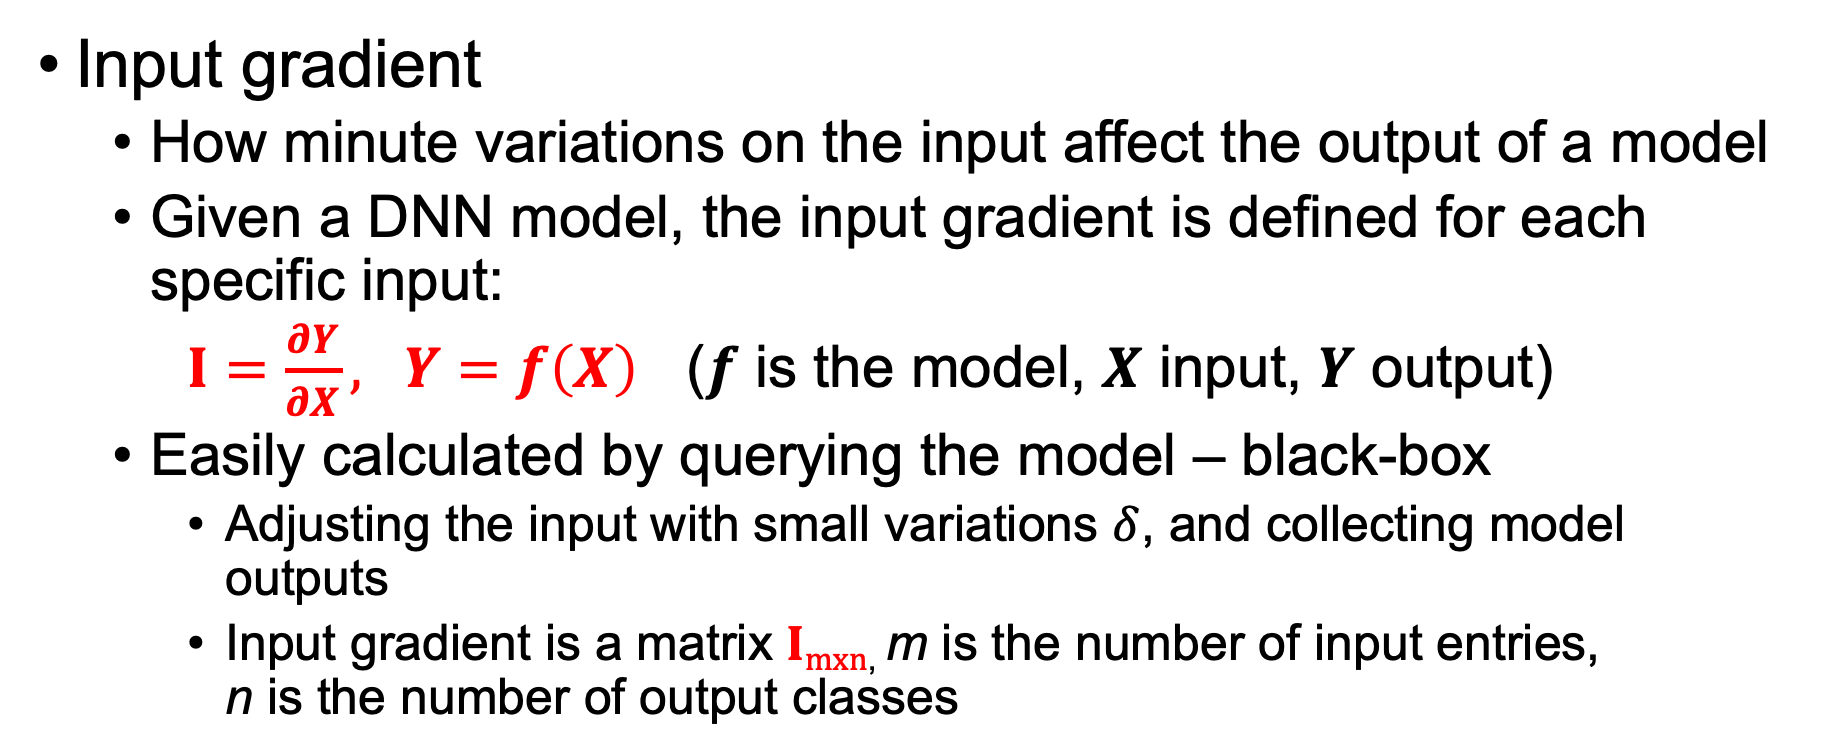 • Input gradient
• How minute variations on the input affect the output of a model
• Given a DNN model, the input gradient is defined for each
specific input:
I = ∂Y/∂X, Y = f(X) (f is the model, X input, Y output)
• Easily calculated by querying the model – black-box
• Adjusting the input with small variations δ, and collecting model
outputs
• Input gradient is a matrix Imxn, m is the number of input entries,
n is the number of output classes